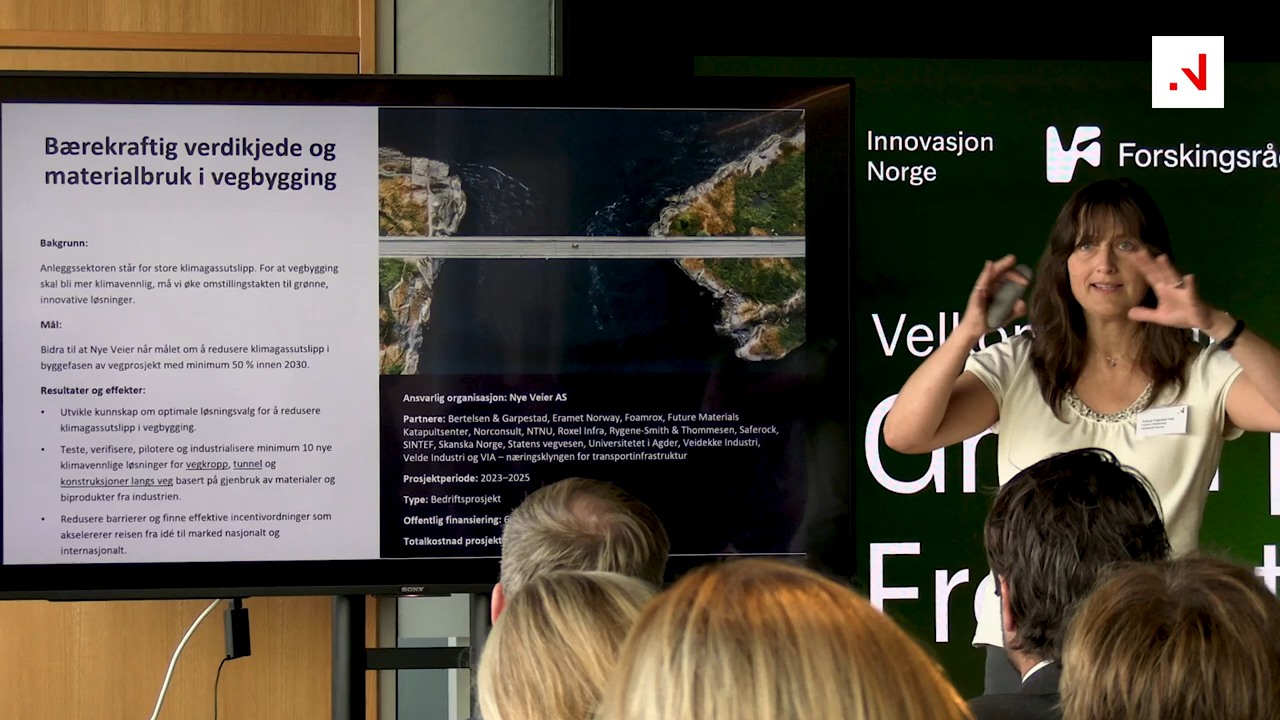 Bærekraftig verdikjede og
materialbruk i vegbygging
Bakgrunn:
Anleggssektoren står for store klimagassutslipp. For at vegbygging
skal bli mer klimavennlig, må vi øke omstillingstakten til grønne,
innovative løsninger.
Mål:
Bidra til at Nye Veier når målet om å redusere klimagassutslipp i
byggefasen av vegprosjekt med minimum 50 % innen 2030.
Resultater og effekter:
• Utvikle kunnskap om optimale løsningsvalg for å redusere
klimagassutslipp i vegbygging.
• Teste, verifisere, pilotere og industrialisere minimum 10 nye
klimavennlige løsninger for vegkropp, tunnel og
konstruksjoner langs veg basert på gjenbruk av materialer og
biprodukter fra industrien.
• Redusere barrierer og finne effektive incentivordninger som
akselererer reisen fra idé til marked nasjonalt og
internasjonalt.
Ansvarlig organisasjon: Nye Veier AS
Partnere: Bertelsen & Garpestad, Eramet Norway, Foamrox, Future Materials
Katapultsenter, Norconsult, NTNU, Roxel Infra, Rygene-Smith & Thommesen, Saferock,
SINTEF, Skanska Norge, Statens vegvesen, Universitetet i Agder, Veidekke Industri,
Velde Industri og VIA – næringsklyngen for transportinfrastruktur
Prosjektperiode: 2023–2025
Type: Bedriftsprosjekt
Offentlig finansiering:
Totalkostnad prosjekt
SONY
Innovasjon
Norge
Forskingsrå
Velko
Gr
Fre